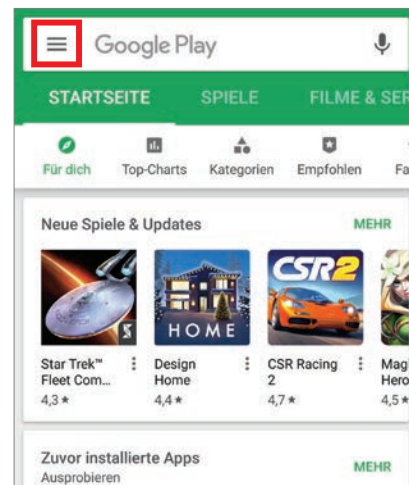 Google Play
STARTSEITE SPIELE FILME & SER
Für dich Top-Charts Kategorien Empfohlen Fa
Neue Spiele & Updates MEHR
HOME
CSR2
Star Trek™ Fleet Com...
4,3 ★
Design Home
4,4 ★
CSR Racing 2
4,7 ★
Mag Hero
4,5 ★
Zuvor installierte Apps MEHR
Ausprobieren